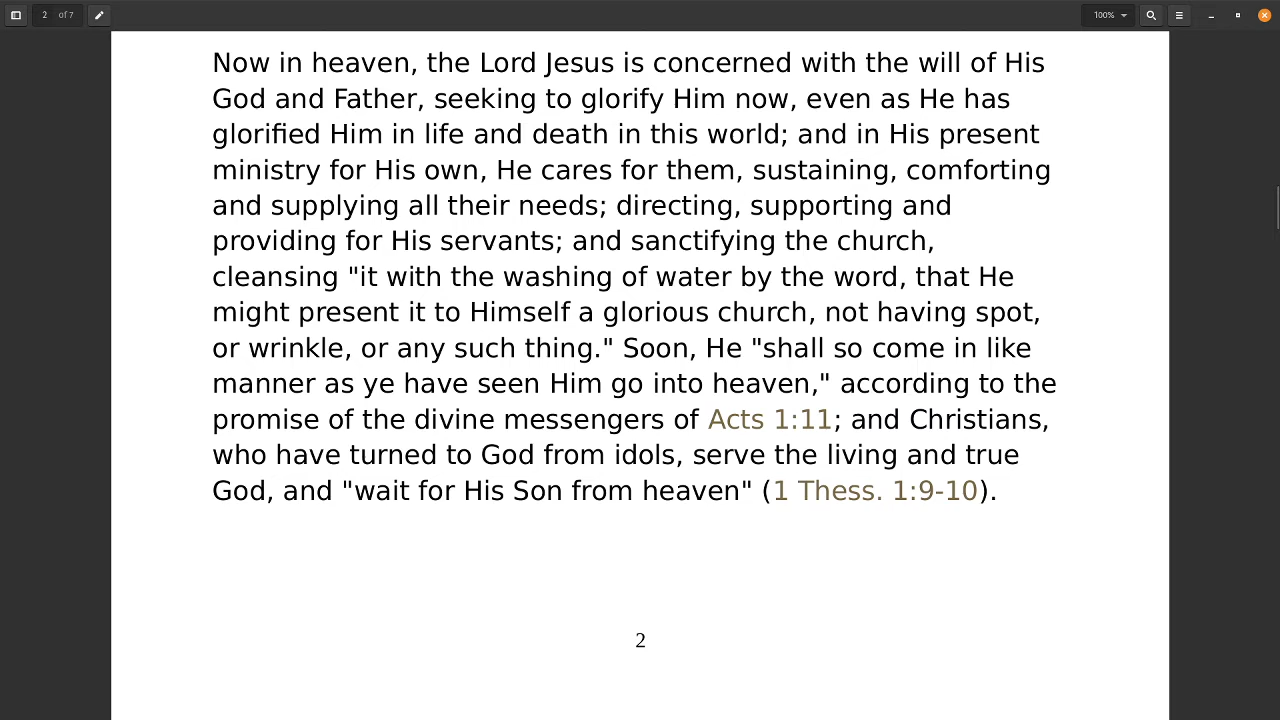 2 of 7
100%
Now in heaven, the Lord Jesus is concerned with the will of His
God and Father, seeking to glorify Him now, even as He has
glorified Him in life and death in this world; and in His present
ministry for His own, He cares for them, sustaining, comforting
and supplying all their needs; directing, supporting and
providing for His servants; and sanctifying the church,
cleansing "it with the washing of water by the word, that He
might present it to Himself a glorious church, not having spot,
or wrinkle, or any such thing." Soon, He "shall so come in like
manner as ye have seen Him go into heaven," according to the
promise of the divine messengers of Acts 1:11; and Christians,
who have turned to God from idols, serve the living and true
God, and "wait for His Son from heaven" (1 Thess. 1:9-10).
2